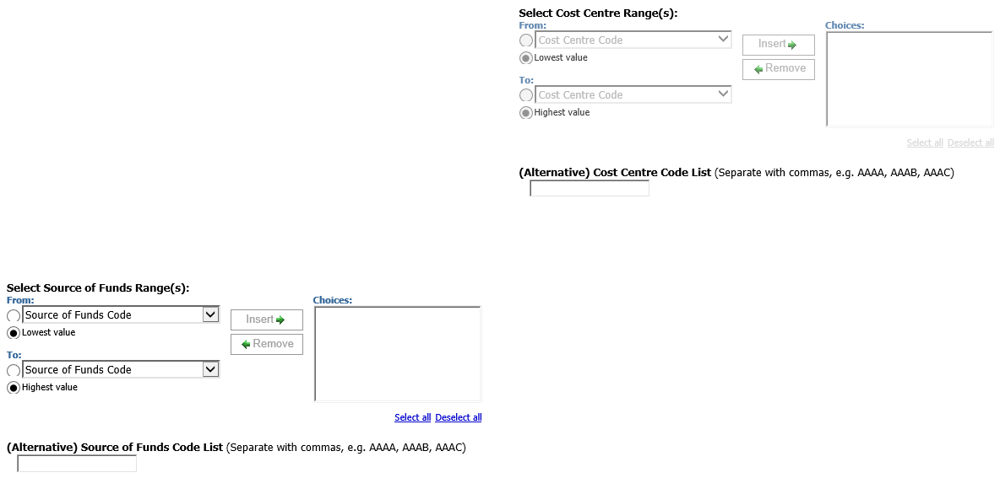 Select Cost Centre Range(s):
From:
Choices:
Cost Centre Code
Insert
Lowest value
Remove
To:
Cost Centre Code
Highest value
Select all Deselect all
(Alternative) Cost Centre Code List (Separate with commas, e.g. AAAA, AAAB, AAAC)
Select Source of Funds Range(s):
From:
Choices:
Source of Funds Code
Insert
Lowest value
Remove
To:
Source of Funds Code
Highest value
Select all Deselect all
(Alternative) Source of Funds Code List (Separate with commas, e.g. AAAA, AAAB, AAAC)